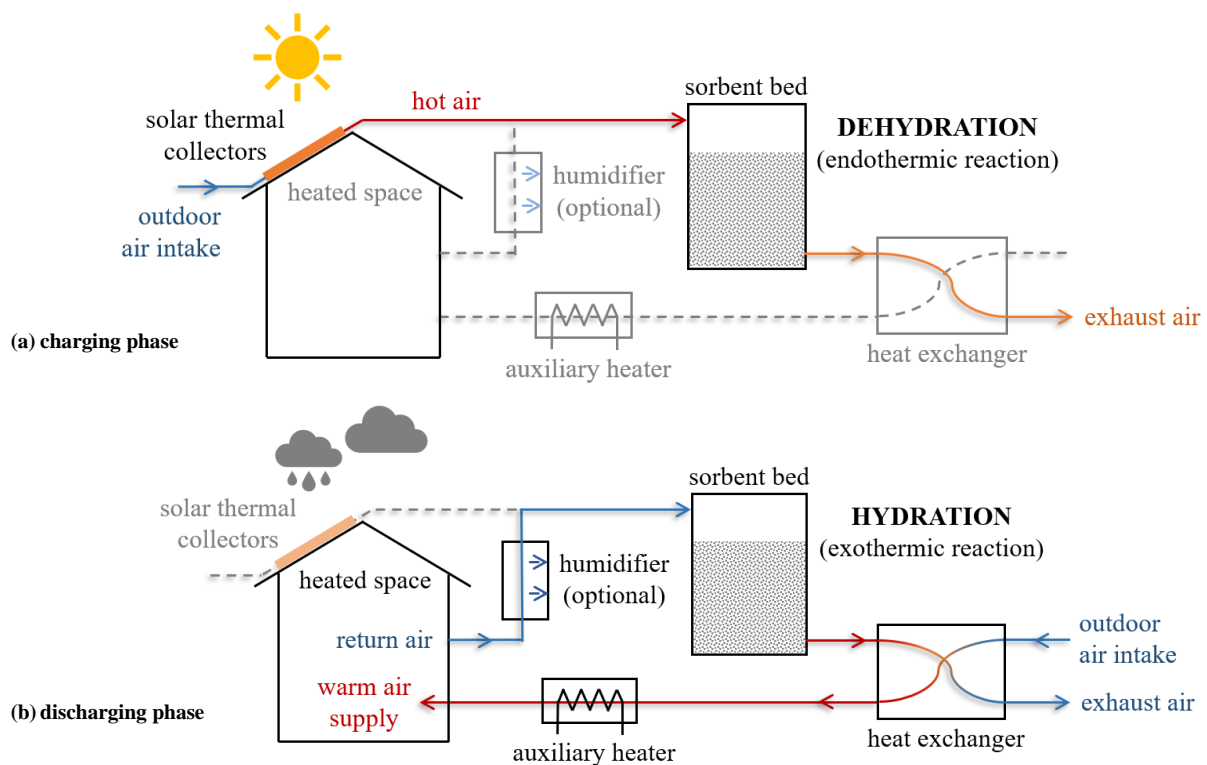 sorbent bed
hot air
solar thermal
collectors
DEHYDRATION
(endothermic reaction)
heated space
humidifier
(optional)
outdoor
air intake
exhaust air
(a) charging phase
heat exchanger
auxiliary heater
sorbent bed
solar thermal
collectors
HYDRATION
(exothermic reaction)
heated space
humidifier
(optional)
return air
outdoor
air intake
warm air
supply
exhaust air
(b) discharging phase
heat exchanger
auxiliary heater